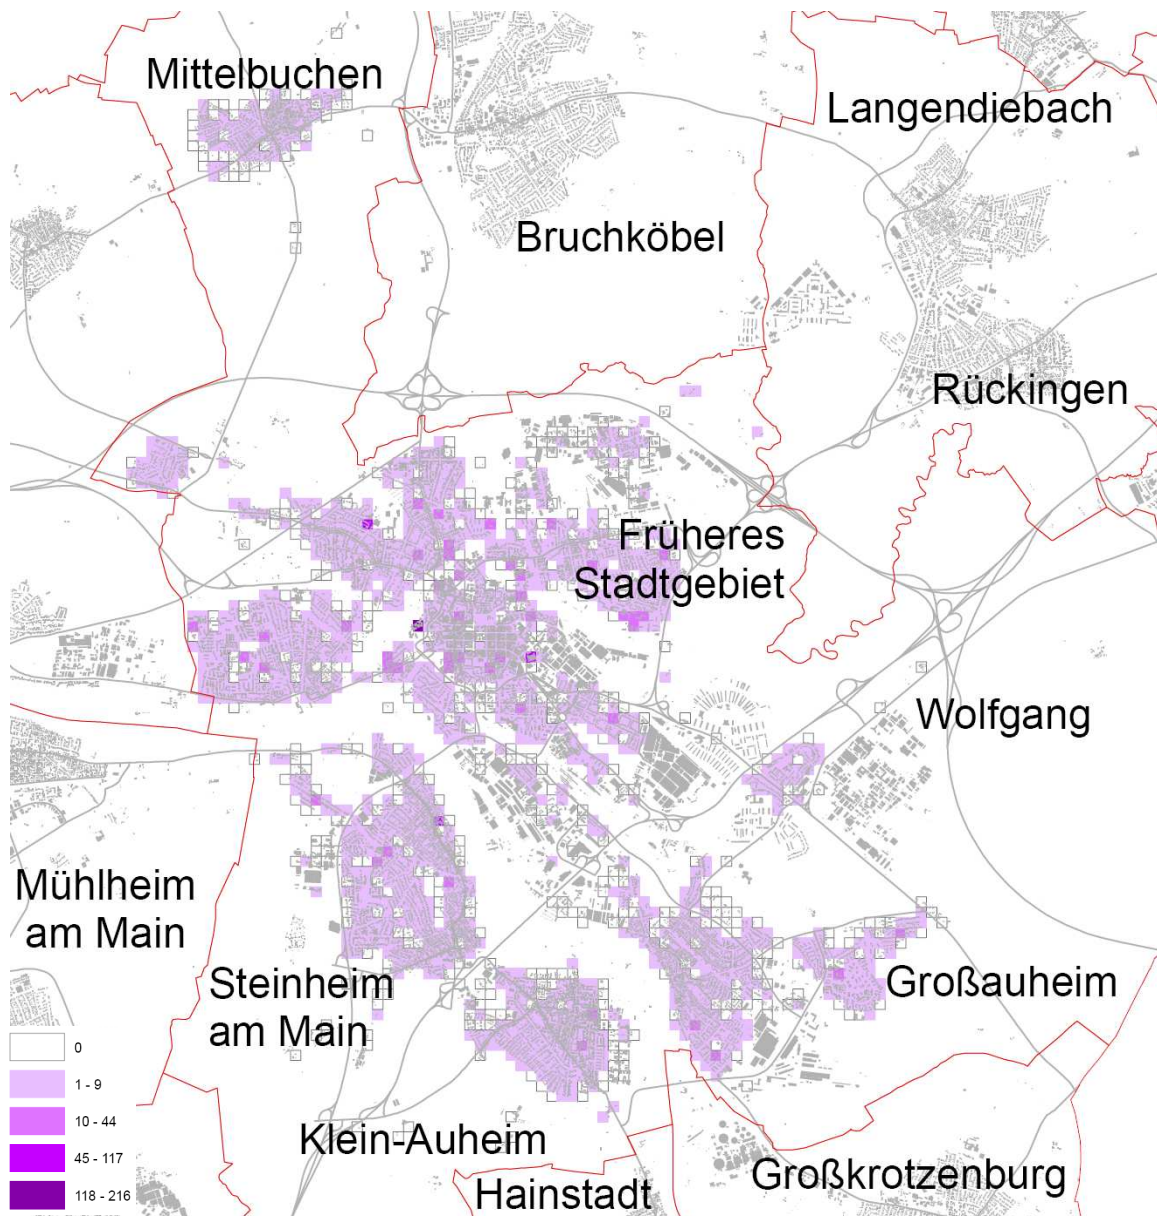 Mittelbuchen
Langendiebach
Bruchköbel
Rückingen
Früheres
Stadtgebiet
Wolfgang
Mühlheim
am Main
Steinheim
am Main
Großauheim
Klein-Auheim
Großkrotzenburg
Hainstadt
0
1 - 9
10 - 44
45 - 117
118 - 216